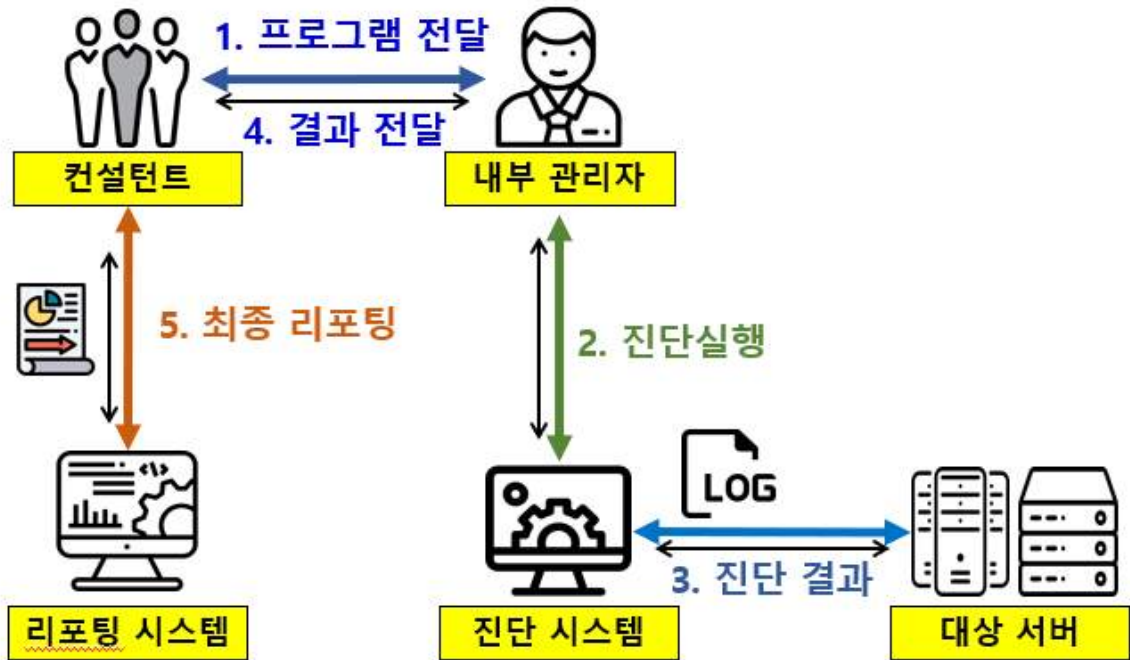 1. 프로그램 전달
4. 결과 전달
컨설턴트
내부 관리자
5. 최종 리포팅
2. 진단실행
LOG
3. 진단 결과
리포팅 시스템
진단 시스템
대상 서버